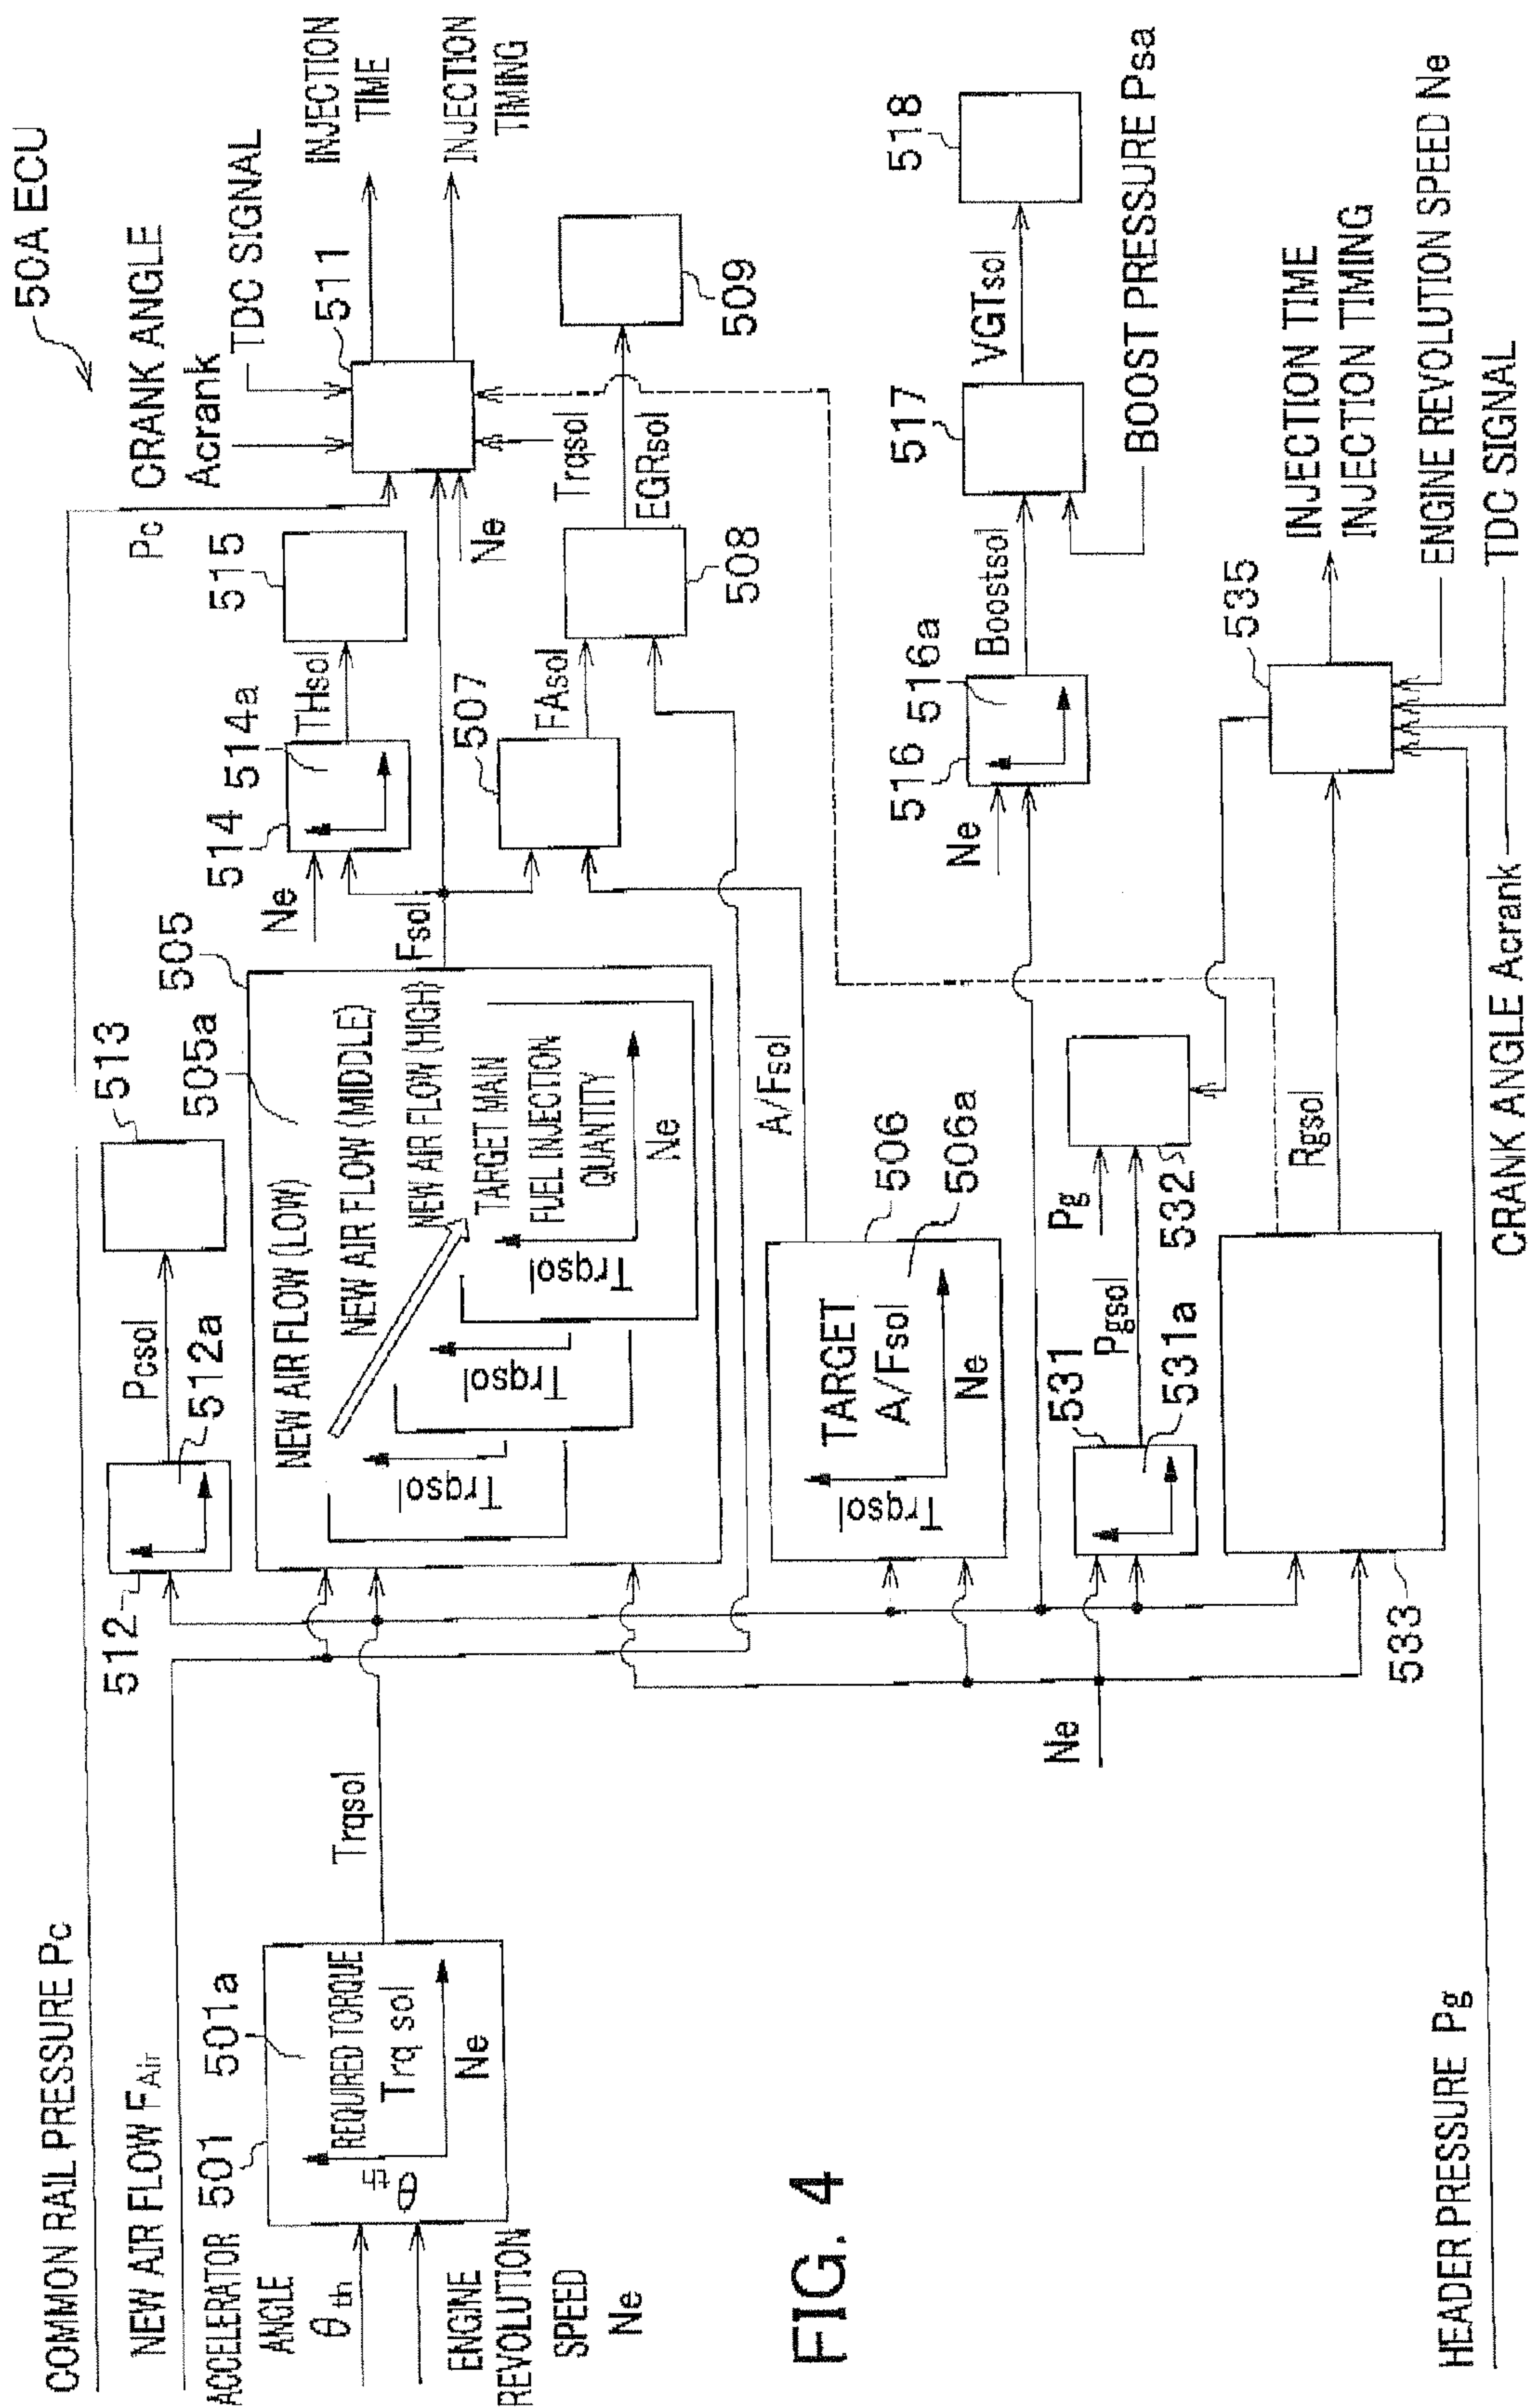 50A ECU
COMMON RAIL PRESSURE Pc
NEW AIR FLOW FAir
ACCELERATOR
ANGLE
θth
ENGINE
REVOLUTION
SPEED
Ne
501
501a
REQUIRED TORQUE
Trq sol
θth
Ne
Trqsol
512
512a
Pcsol
513
505
505a
NEW AIR FLOW (LOW)
NEW AIR FLOW (MIDDLE)
NEW AIR FLOW (HIGH)
TARGET MAIN
FUEL INJECTION
QUANTITY
Trqsol
Trqsol
Trqsol
Ne
Fsol
Ne
514
514a
THsol
515
507
FAsol
508
EGRsol
509
Pc
CRANK ANGLE
Acrank
TDC SIGNAL
511
Ne
Trqsol
INJECTION
TIME
INJECTION
TIMING
TARGET
A/Fsol
Trqsol
Ne
506
506a
A/Fsol
Ne
516
516a
Boostsol
517
VGTsol
518
BOOST PRESSURE Psa
Ne
531
531a
Pgsol
Pg
532
533
Rgsol
535
INJECTION TIME
INJECTION TIMING
ENGINE REVOLUTION SPEED Ne
TDC SIGNAL
CRANK ANGLE Acrank
HEADER PRESSURE Pg
FIG. 4